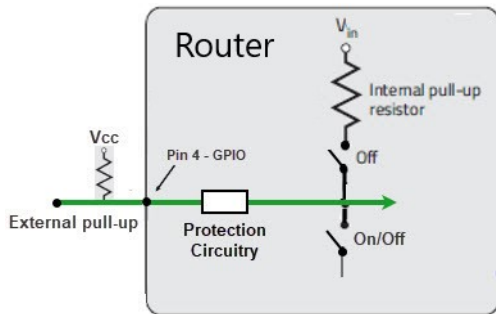 Router
Vin
Internal pull-up
resistor
Vcc
Pin 4 - GPIO
Off
External pull-up
Protection
Circuitry
On/Off